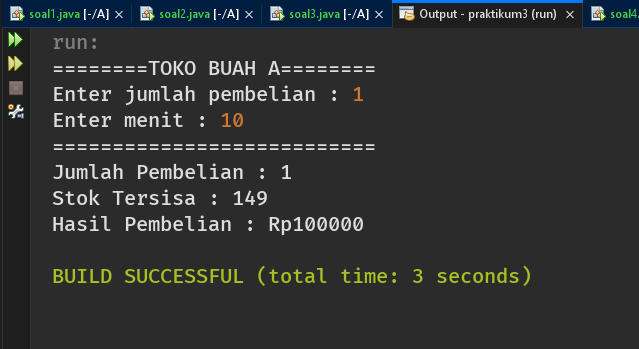 soal1.java [-/A] soal2.java [-/A] soal3.java [-/A] Output - praktikum3 (run) soal4.
run:
========TOKO BUAH A========
Enter jumlah pembelian : 1
Enter menit : 10
===========================
Jumlah Pembelian : 1
Stok Tersisa : 149
Hasil Pembelian : Rp100000
BUILD SUCCESSFUL (total time: 3 seconds)